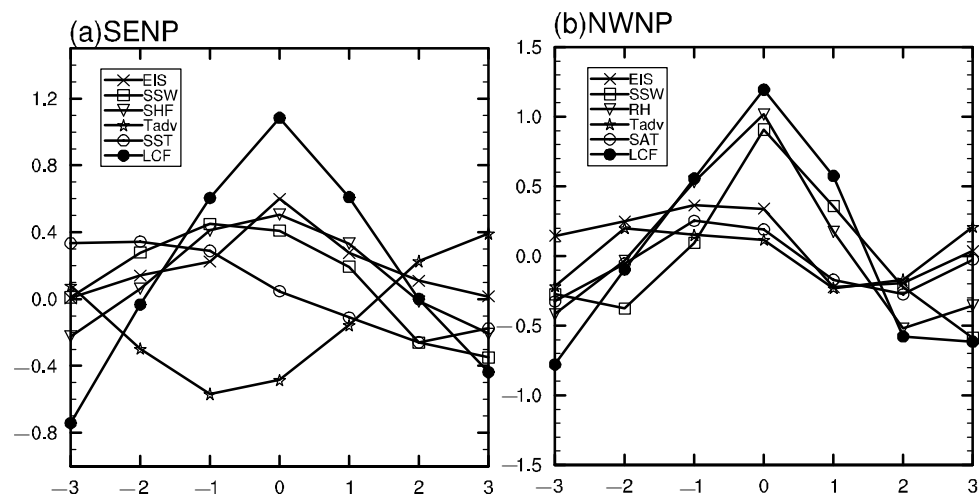 (a)SENP
1.2
0.8
0.4
0.0
−0.4
−0.8
EIS
SSW
SHF
Tadv
SST
LCF
−3 −2 −1 0 1 2 3
(b)NWNP
1.5
1.0
0.5
0.0
−0.5
−1.0
−1.5
EIS
SSW
RH
Tadv
SAT
LCF
−3 −2 −1 0 1 2 3